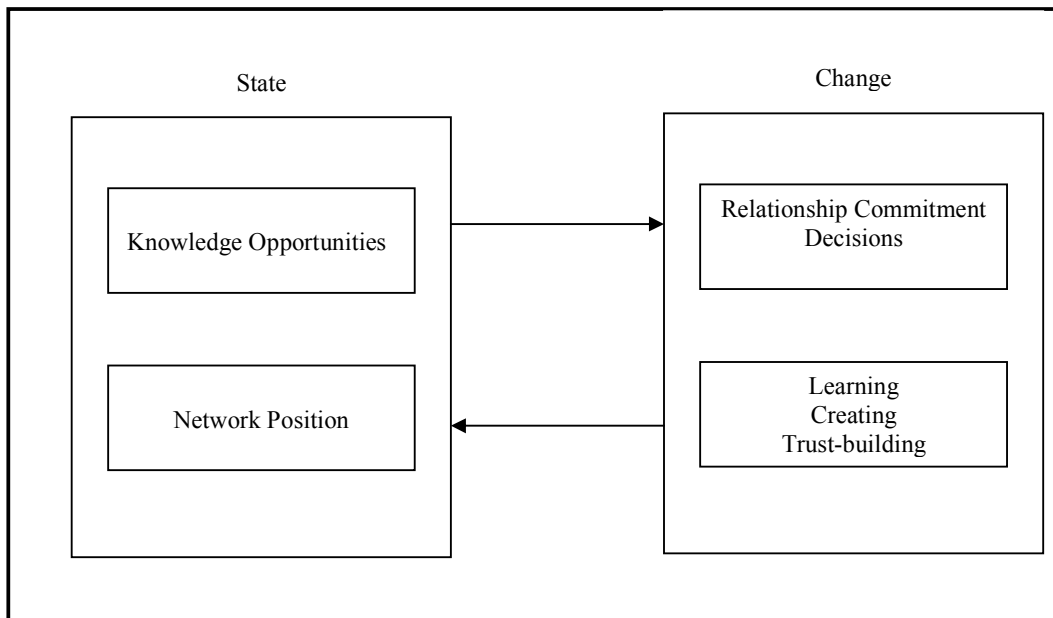 State
Change
Knowledge Opportunities
Relationship Commitment
Decisions
Network Position
Learning
Creating
Trust-building